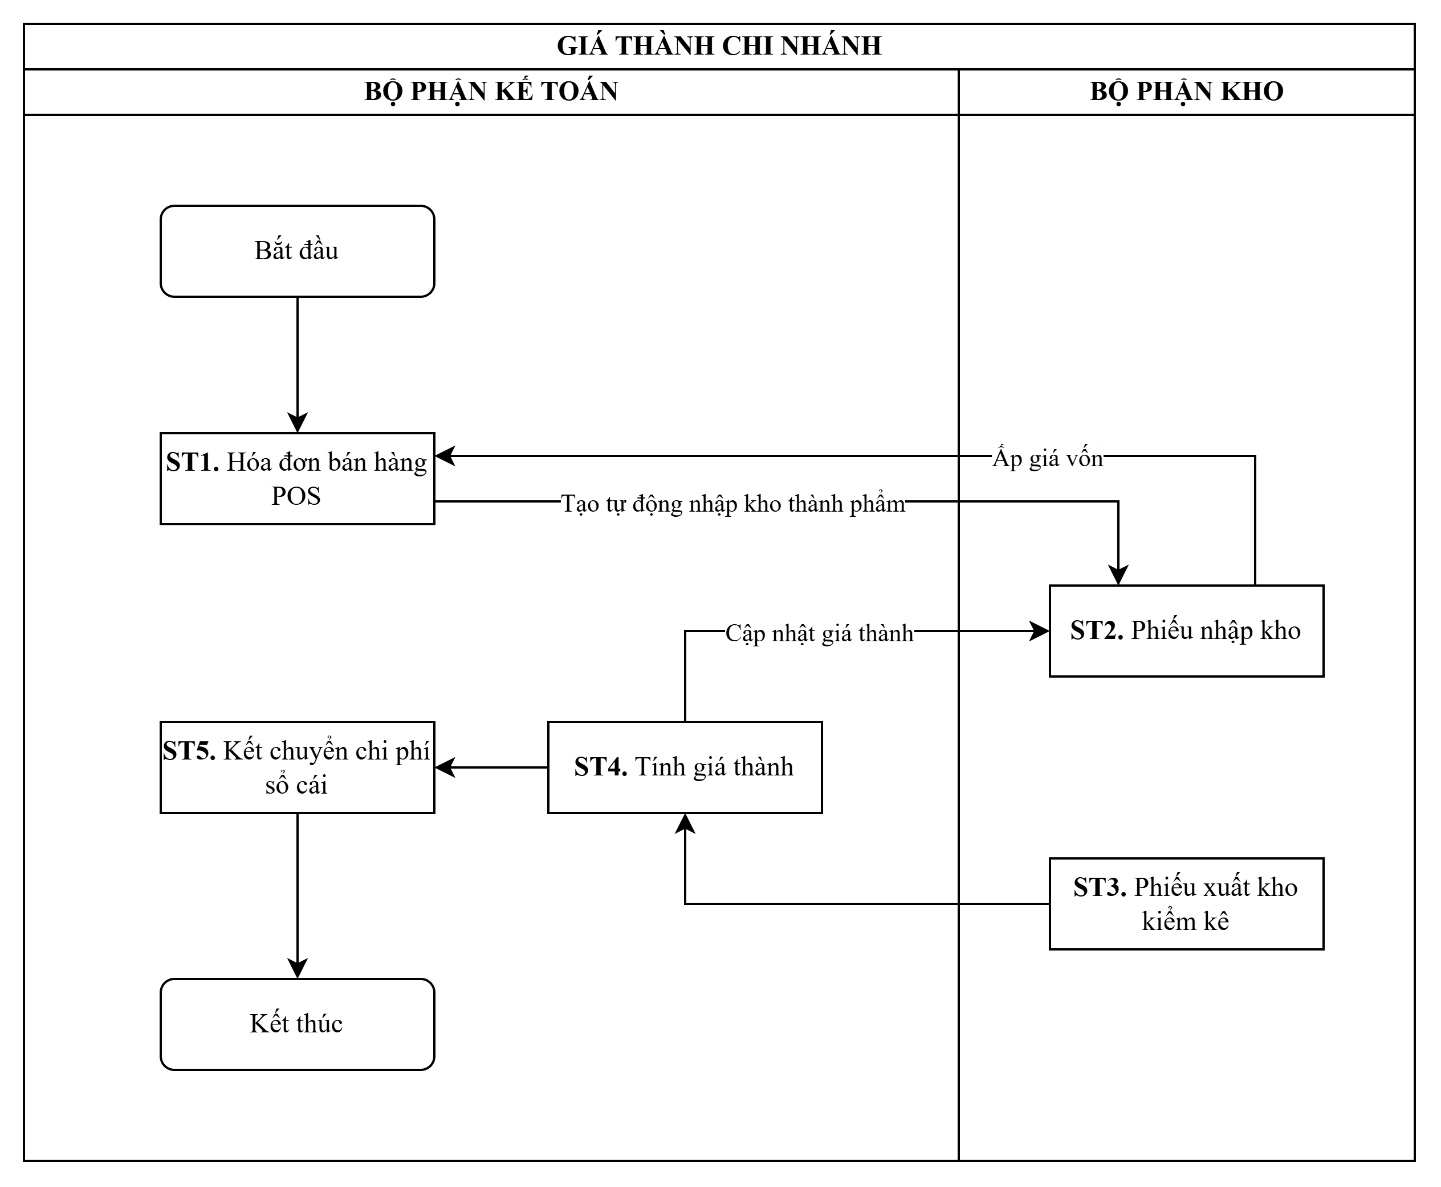 GIÁ THÀNH CHI NHÁNH
BỘ PHẬN KẾ TOÁN
BỘ PHẬN KHO
Bắt đầu
ST1. Hóa đơn bán hàng
POS
Ấp giá vốn
Tạo tự động nhập kho thành phẩm
ST2. Phiếu nhập kho
Cập nhật giá thành
ST5. Kết chuyển chi phí
sổ cái
ST4. Tính giá thành
ST3. Phiếu xuất kho
kiểm kê
Kết thúc